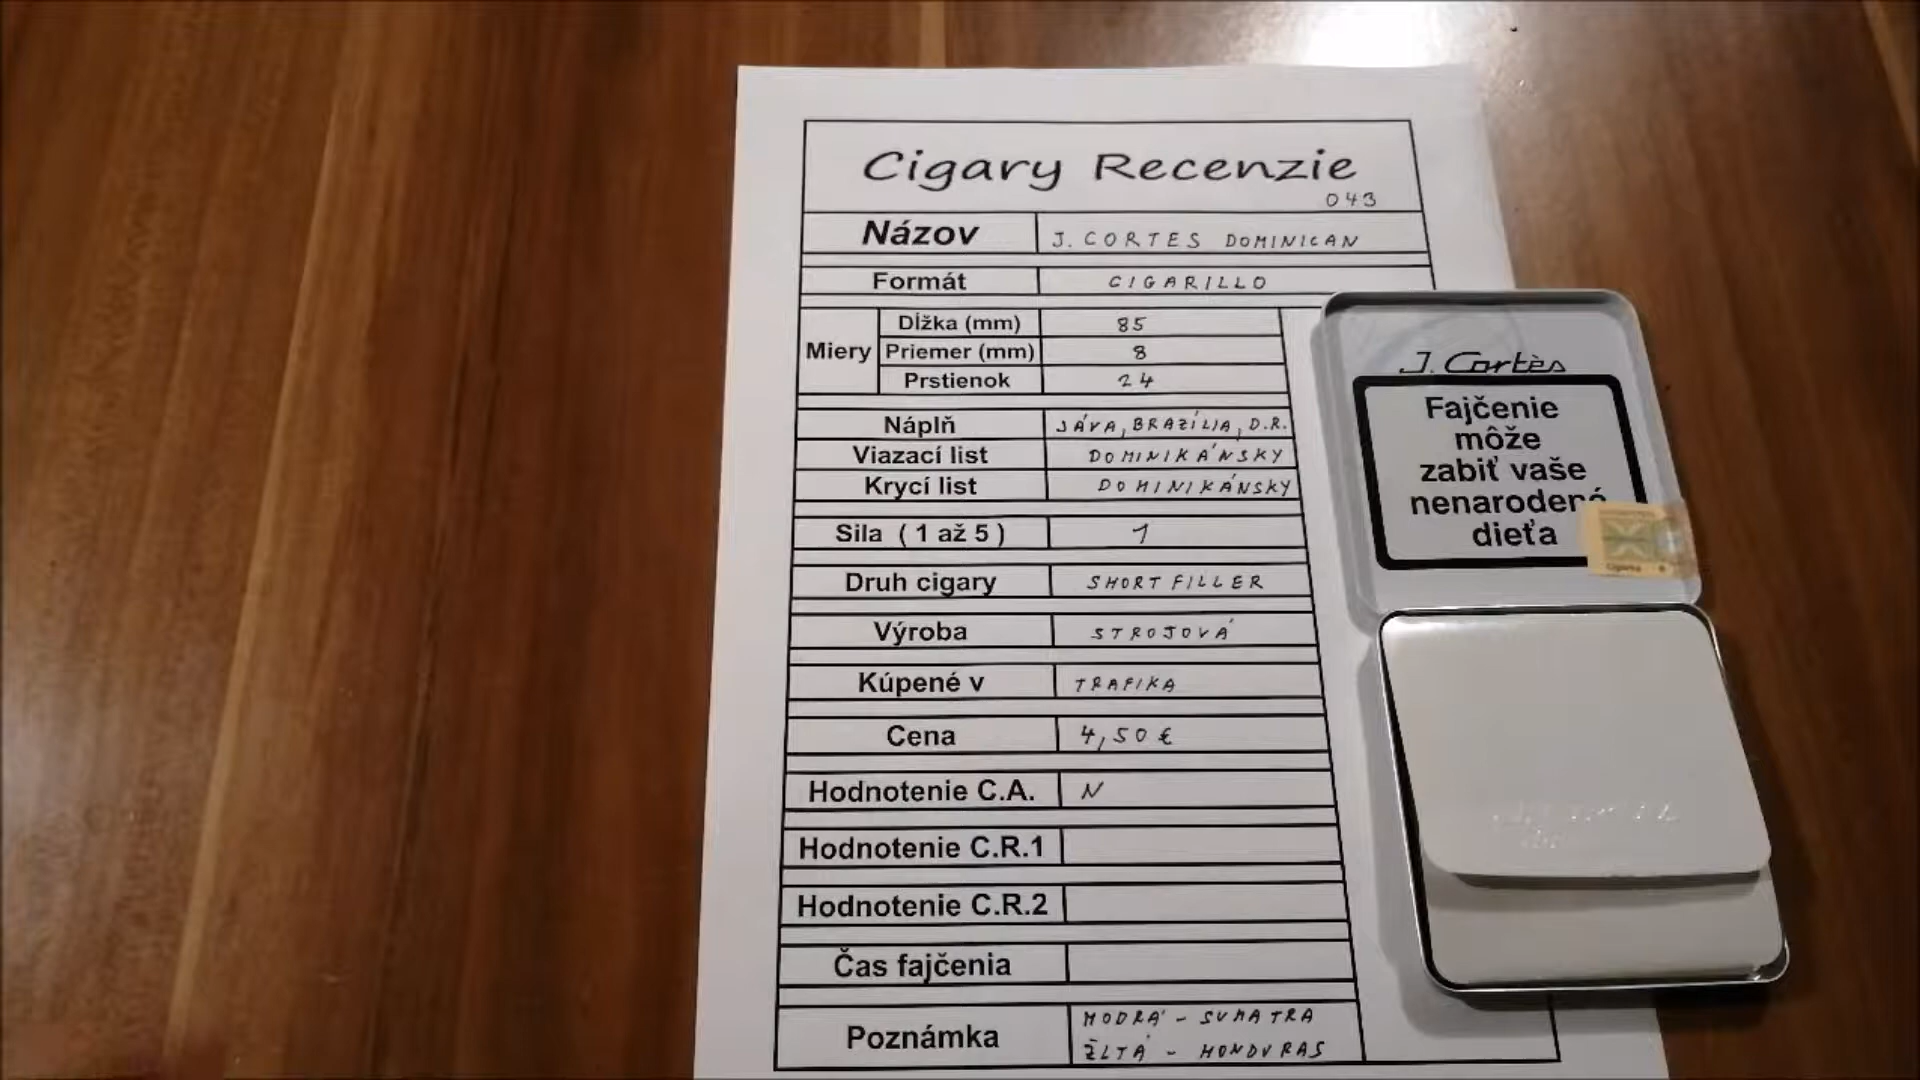 Cigary Recenzie
043
Názov J. CORTES DOMINICAN
Formát CIGARILLO
Miery
Dĺžka (mm) 85
Priemer (mm) 8
Prstienok 24
Náplň JÁVA, BRAZÍLIA, D.R.
Viazací list DOMINIKÁNSKY
Krycí list DOMINIKÁNSKY
Sila ( 1 až 5 ) 1
Druh cigary SHORT FILLER
Výroba STROJOVÁ
Kúpené v TRAFIKA
Cena 4,50 €
Hodnotenie C.A. N
Hodnotenie C.R.1
Hodnotenie C.R.2
Čas fajčenia
Poznámka MODRÁ - SUMATRA
ŽLTÁ - HONDURAS
J. Cortès
Fajčenie
môže
zabiť vaše
nenarodené
dieťa